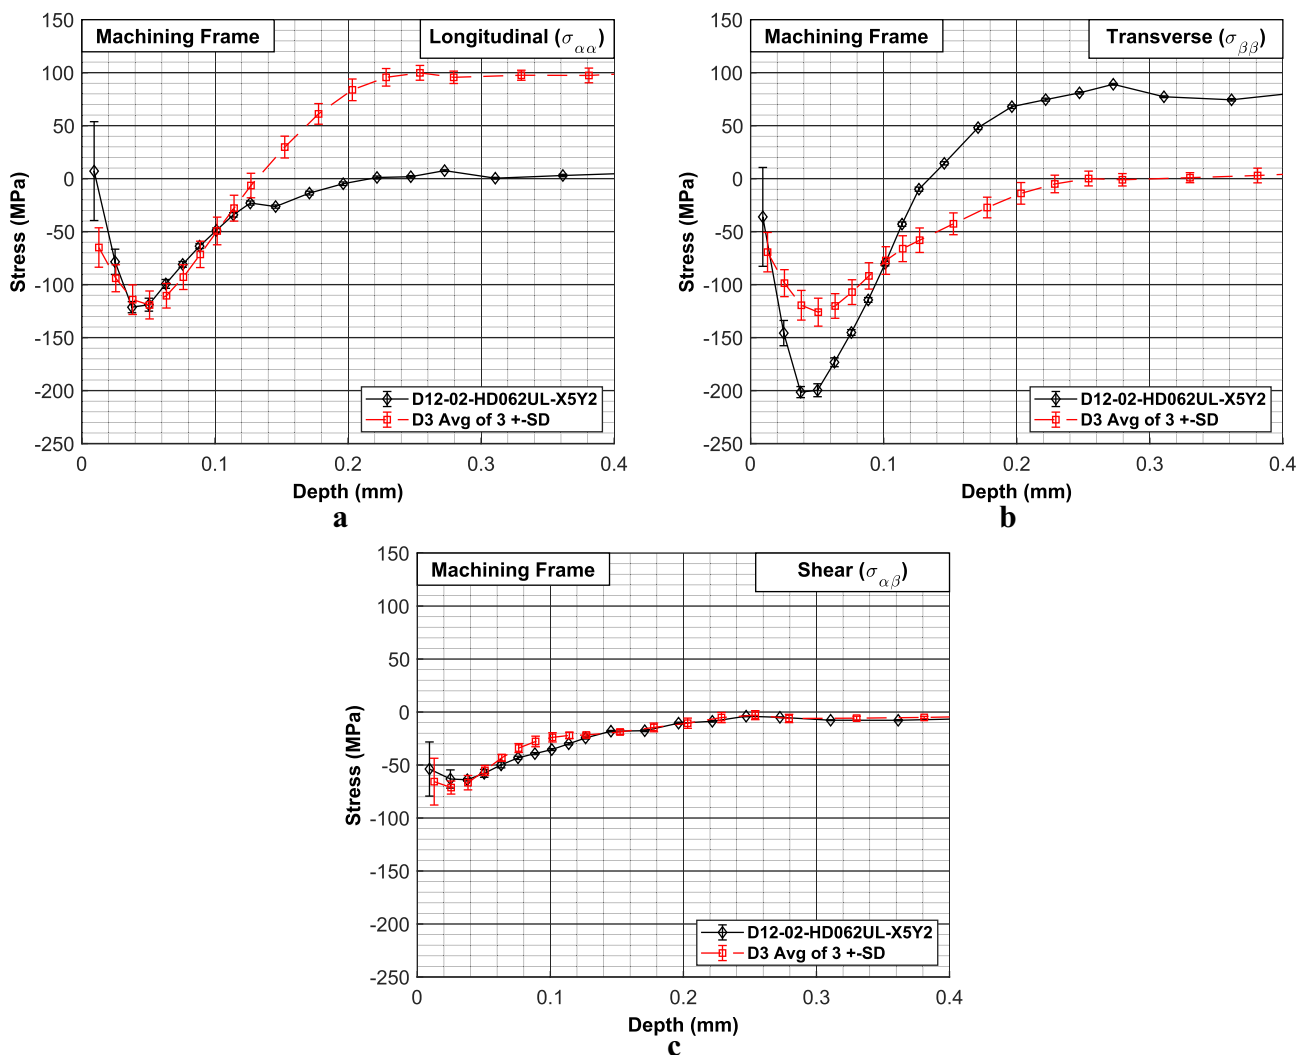 Machining Frame
Longitudinal (σαα)
150
100
50
0
-50
-100
-150
-200
-250
Stress (MPa)
D12-02-HD062UL-X5Y2
D3 Avg of 3 +-SD
0 0.1 0.2 0.3 0.4
Depth (mm)
a
Machining Frame
Transverse (σββ)
150
100
50
0
-50
-100
-150
-200
-250
Stress (MPa)
D12-02-HD062UL-X5Y2
D3 Avg of 3 +-SD
0 0.1 0.2 0.3 0.4
Depth (mm)
b
Machining Frame
Shear (σαβ)
150
100
50
0
-50
-100
-150
-200
-250
Stress (MPa)
D12-02-HD062UL-X5Y2
D3 Avg of 3 +-SD
0 0.1 0.2 0.3 0.4
Depth (mm)
c